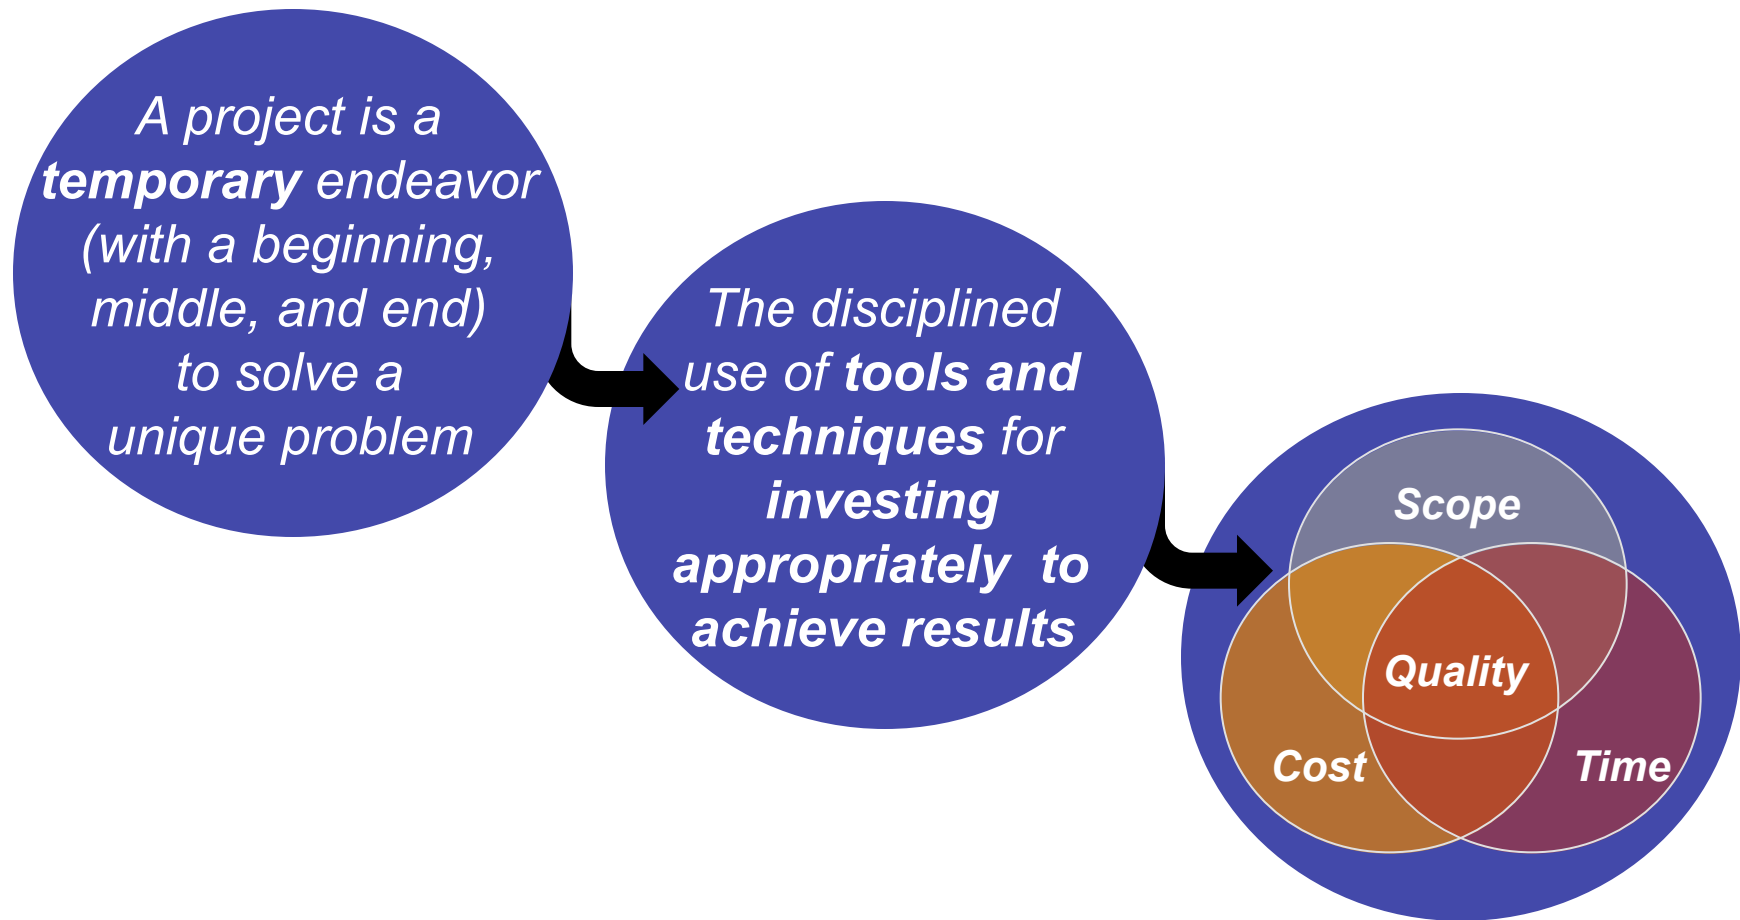 A project is a
temporary endeavor
(with a beginning,
middle, and end)
to solve a
unique problem
The disciplined
use of tools and
techniques for
investing
appropriately to
achieve results
Scope
Quality
Cost
Time